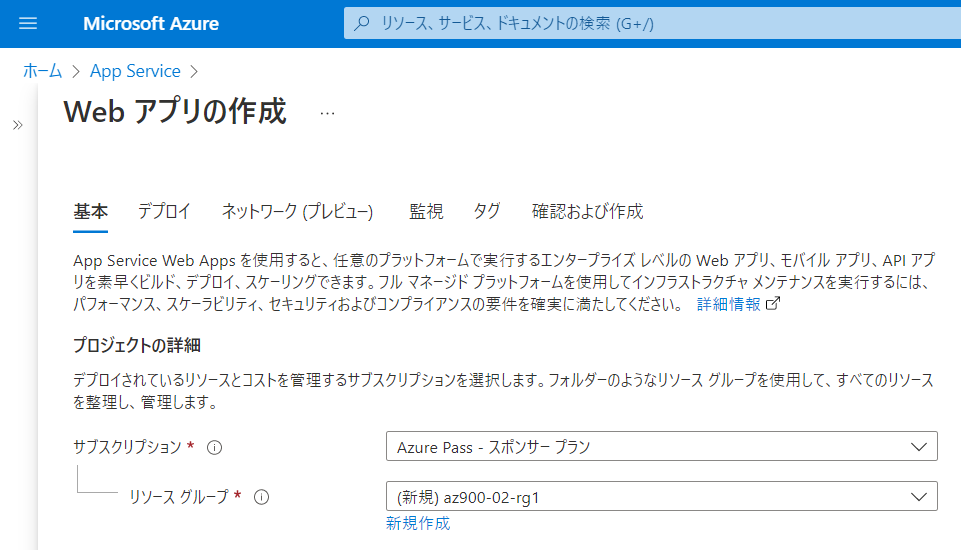 Microsoft Azure
リソース、サービス、ドキュメントの検索 (G+/)
ホーム > App Service >
»
Web アプリの作成 ...
基本 デプロイ ネットワーク (プレビュー) 監視 タグ 確認および作成
App Service Web Apps を使用すると、任意のプラットフォームで実行するエンタープライズ レベルの Web アプリ、モバイル アプリ、API アプ
リを素早くビルド、デプロイ、スケーリングできます。フル マネージド プラットフォームを使用してインフラストラクチャ メンテナンスを実行するには、
パフォーマンス、スケーラビリティ、セキュリティおよびコンプライアンスの要件を確実に満たしてください。 詳細情報
プロジェクトの詳細
デプロイされているリソースとコストを管理するサブスクリプションを選択します。フォルダーのようなリソース グループを使用して、すべてのリソース
を整理し、管理します。
サブスクリプション *
Azure Pass - スポンサー プラン
リソース グループ *
(新規) az900-02-rg1
新規作成